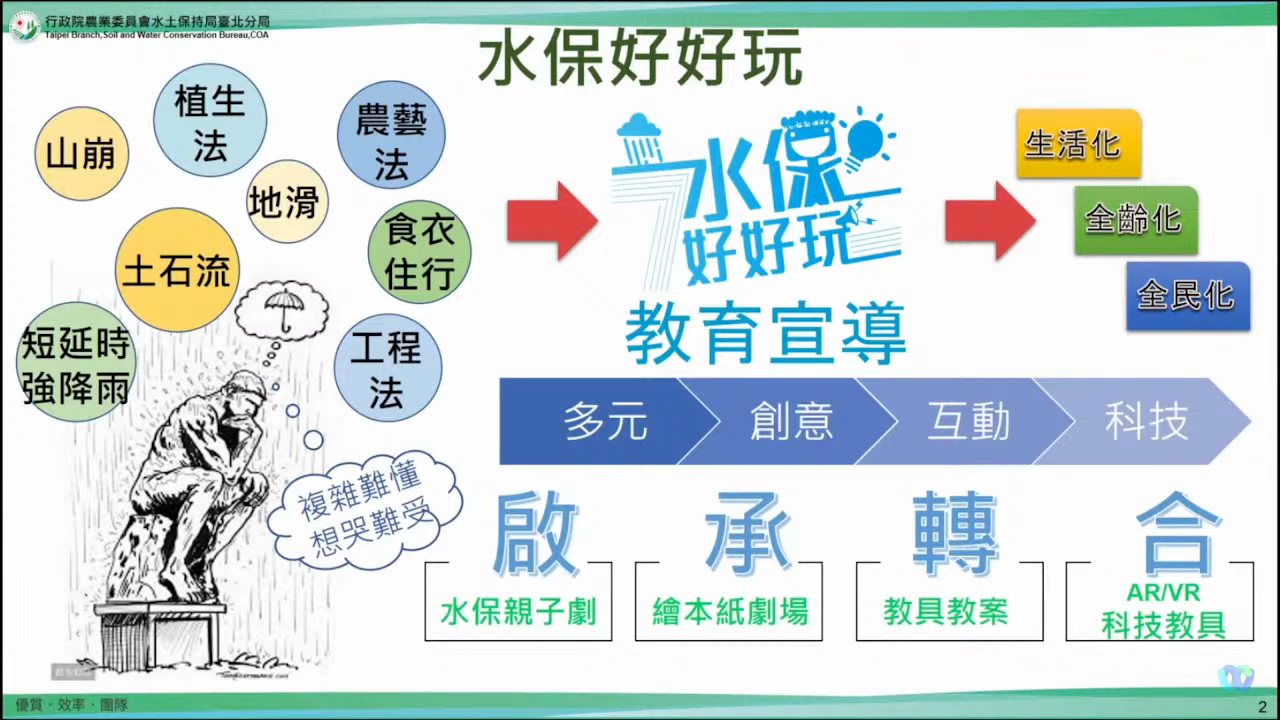 行政院農業委員會水土保持局臺北分局
Taipei Branch,Soil and Water Conservation Bureau,COA
水保好好玩
山崩
植生
法
農藝
法
地滑
食衣
住行
土石流
短延時
強降雨
工程
法
複雜難懂
想哭難受
水保
好好玩
教育宣導
生活化
全齡化
全民化
多元
創意
互動
科技
啟
承
轉
合
水保親子劇
繪本紙劇場
教具教案
AR/VR
科技教具
優質．效率．團隊
2